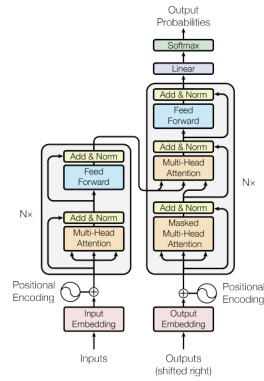 Output
Probabilities
Softmax
Linear
Add & Norm
Feed
Forward
Add & Norm
Multi-Head
Attention
Add & Norm
Masked
Multi-Head
Attention
N×
Positional
Encoding
Output
Embedding
Outputs
(shifted right)
Add & Norm
Feed
Forward
N×
Add & Norm
Multi-Head
Attention
Positional
Encoding
Input
Embedding
Inputs